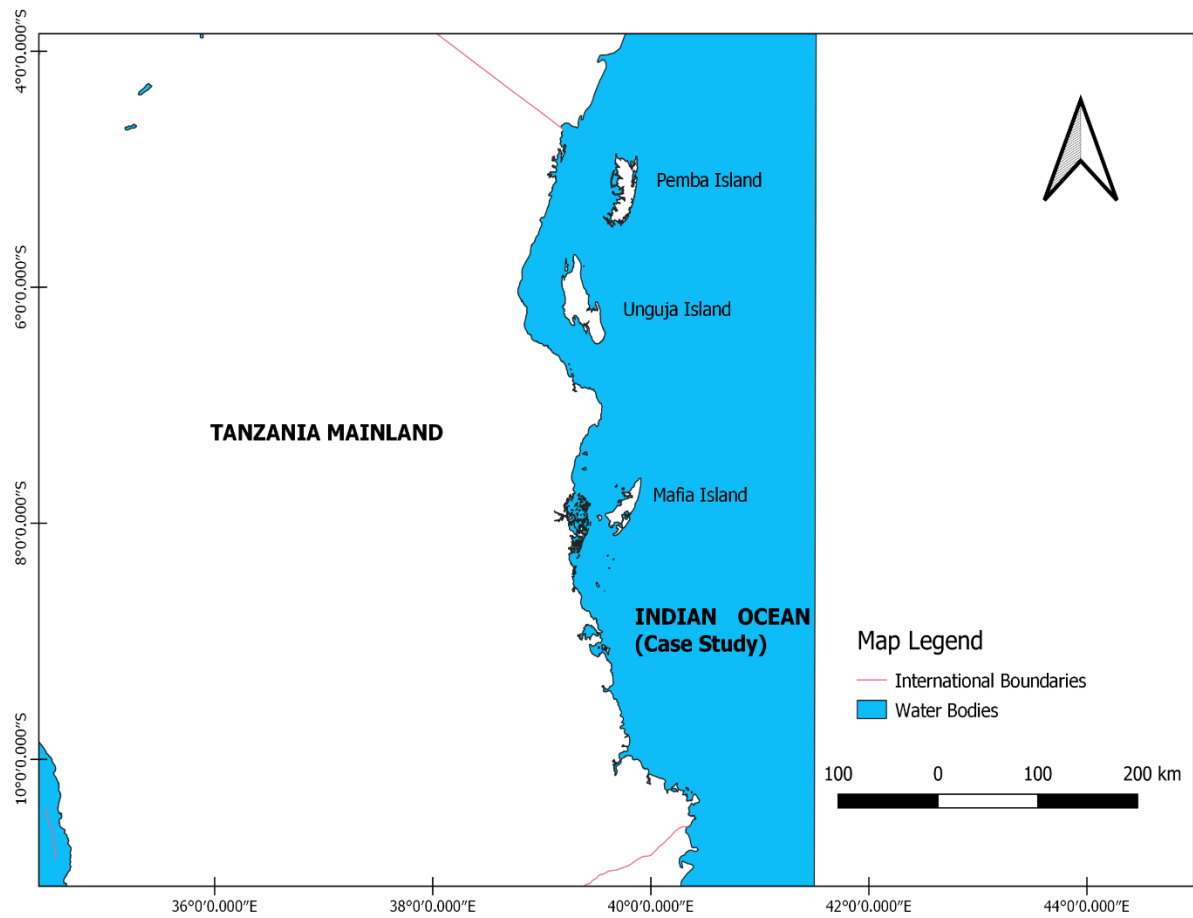 4°0'0.000"S
6°0'0.000"S
8°0'0.000"S
10°0'0.000"S
Pemba Island
Unguja Island
TANZANIA MAINLAND
Mafia Island
INDIAN OCEAN
(Case Study)
Map Legend
International Boundaries
Water Bodies
100 0 100 200 km
36°0'0.000"E 38°0'0.000"E 40°0'0.000"E 42°0'0.000"E 44°0'0.000"E